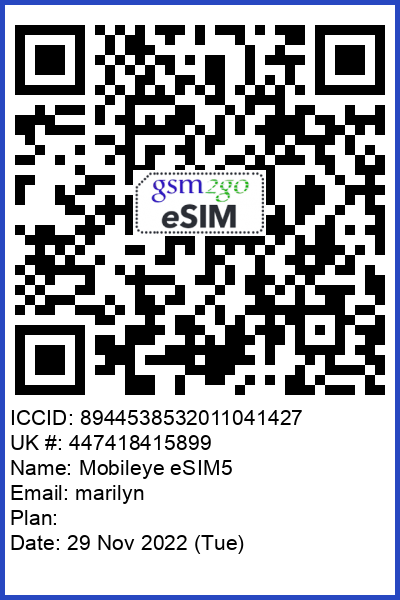 gsm2go
eSIM
ICCID: 8944538532011041427
UK #: 447418415899
Name: Mobileye eSIM5
Email: marilyn
Plan:
Date: 29 Nov 2022 (Tue)